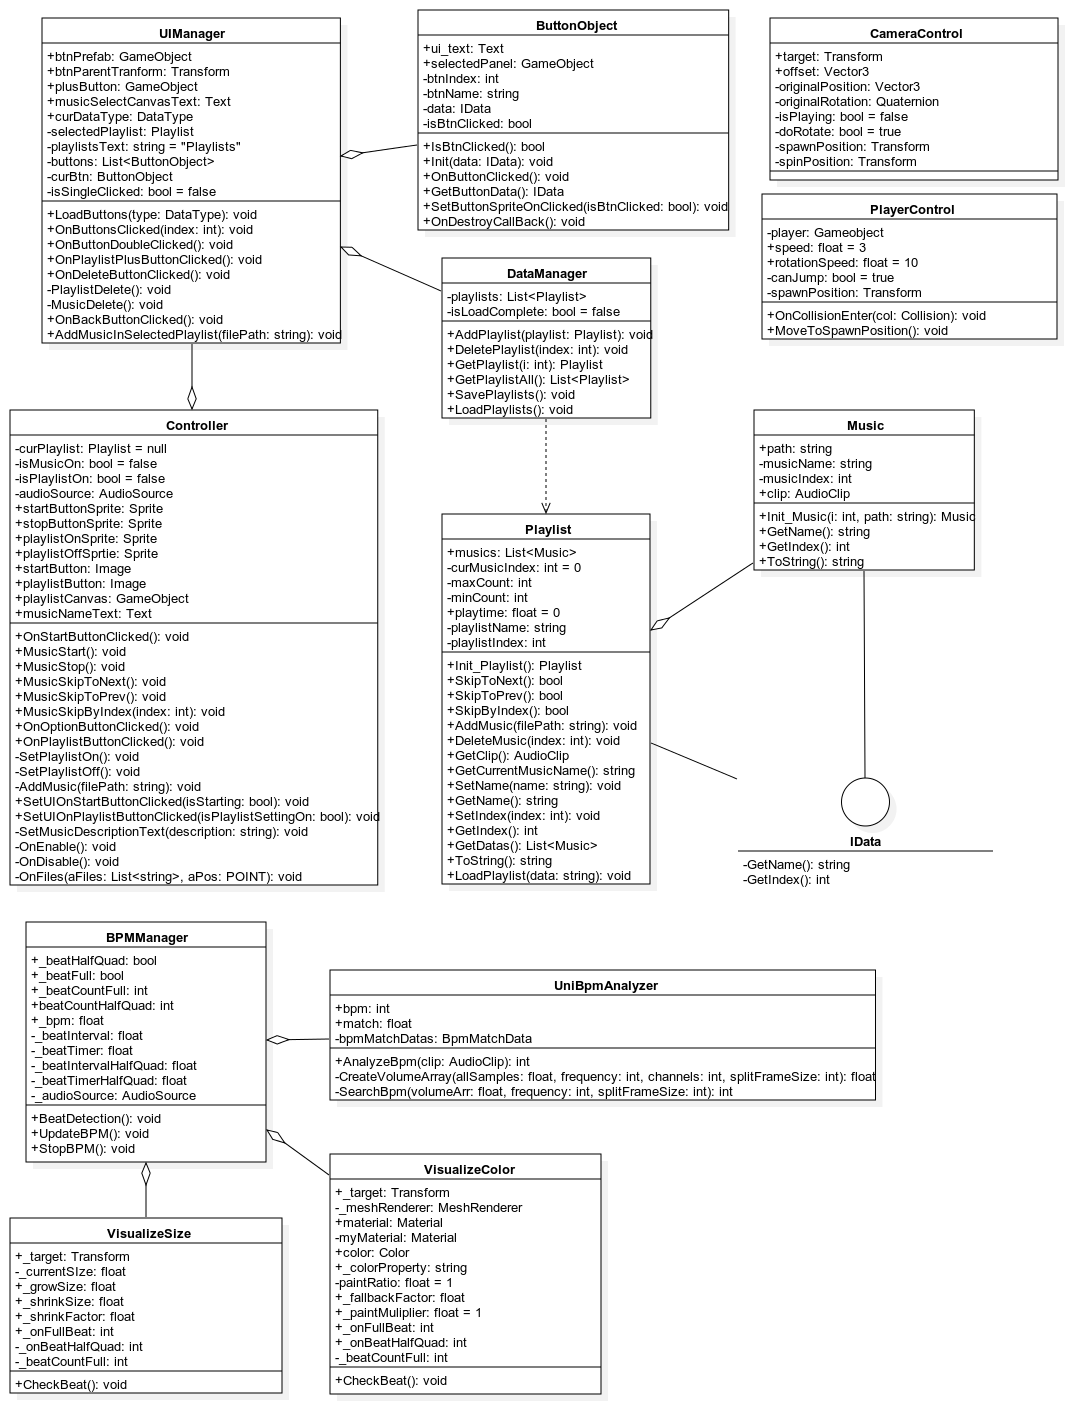 UIManager
+btnPrefab: GameObject
+btnParentTranform: Transform
+plusButton: GameObject
+musicSelectCanvasText: Text
+curDataType: DataType
-selectedPlaylist: Playlist
-playlistsText: string = "Playlists"
-buttons: List<ButtonObject>
-curBtn: ButtonObject
-isSingleClicked: bool = false
+LoadButtons(type: DataType): void
+OnButtonsClicked(index: int): void
+OnButtonDoubleClicked(): void
+OnPlaylistPlusButtonClicked(): void
+OnDeleteButtonClicked(): void
-PlaylistDelete(): void
-MusicDelete(): void
+OnBackButtonClicked(): void
+AddMusicInSelectedPlaylist(filePath: string): void
ButtonObject
+ui_text: Text
+selectedPanel: GameObject
-btnIndex: int
-btnName: string
-data: IData
-isBtnClicked: bool
+IsBtnClicked(): bool
+Init(data: IData): void
+OnButtonClicked(): void
+GetButtonData(): IData
+SetButtonSpriteOnClicked(isBtnClicked: bool): void
+OnDestroyCallBack(): void
CameraControl
+target: Transform
+offset: Vector3
-originalPosition: Vector3
-originalRotation: Quaternion
-isPlaying: bool = false
-doRotate: bool = true
-spawnPosition: Transform
-spinPosition: Transform
PlayerControl
-player: Gameobject
+speed: float = 3
+rotationSpeed: float = 10
-canJump: bool = true
-spawnPosition: Transform
+OnCollisionEnter(col: Collision): void
+MoveToSpawnPosition(): void
DataManager
-playlists: List<Playlist>
-isLoadComplete: bool = false
+AddPlaylist(playlist: Playlist): void
+DeletePlaylist(index: int): void
+GetPlaylist(i: int): Playlist
+GetPlaylistAll(): List<Playlist>
+SavePlaylists(): void
+LoadPlaylists(): void
Controller
-curPlaylist: Playlist = null
-isMusicOn: bool = false
-isPlaylistOn: bool = false
-audioSource: AudioSource
+startButtonSprite: Sprite
+stopButtonSprite: Sprite
+playlistOnSprite: Sprite
+playlistOffSprtie: Sprite
+startButton: Image
+playlistButton: Image
+playlistCanvas: GameObject
+musicNameText: Text
+OnStartButtonClicked(): void
+MusicStart(): void
+MusicStop(): void
+MusicSkipToNext(): void
+MusicSkipToPrev(): void
+MusicSkipByIndex(index: int): void
+OnOptionButtonClicked(): void
+OnPlaylistButtonClicked(): void
-SetPlaylistOn(): void
-SetPlaylistOff(): void
-AddMusic(filePath: string): void
+SetUIOnStartButtonClicked(isStarting: bool): void
+SetUIOnPlaylistButtonClicked(isPlaylistSettingOn: bool): void
-SetMusicDescriptionText(description: string): void
-OnEnable(): void
-OnDisable(): void
-OnFiles(aFiles: List<string>, aPos: POINT): void
Playlist
+musics: List<Music>
-curMusicIndex: int = 0
-maxCount: int
-minCount: int
+playtime: float = 0
-playlistName: string
-playlistIndex: int
+Init_Playlist(): Playlist
+SkipToNext(): bool
+SkipToPrev(): bool
+SkipByIndex(): bool
+AddMusic(filePath: string): void
+DeleteMusic(index: int): void
+GetClip(): AudioClip
+GetCurrentMusicName(): string
+SetName(name: string): void
+GetName(): string
+SetIndex(index: int): void
+GetIndex(): int
+GetDatas(): List<Music>
+ToString(): string
+LoadPlaylist(data: string): void
Music
+path: string
-musicName: string
-musicIndex: int
+clip: AudioClip
+Init_Music(i: int, path: string): Music
+GetName(): string
+GetIndex(): int
+ToString(): string
IData
-GetName(): string
-GetIndex(): int
BPMManager
+_beatHalfQuad: bool
+_beatFull: bool
+_beatCountFull: int
+beatCountHalfQuad: int
+_bpm: float
-_beatInterval: float
-_beatTimer: float
-_beatIntervalHalfQuad: float
-_beatTimerHalfQuad: float
-_audioSource: AudioSource
+BeatDetection(): void
+UpdateBPM(): void
+StopBPM(): void
UniBpmAnalyzer
+bpm: int
+match: float
-bpmMatchDatas: BpmMatchData
+AnalyzeBpm(clip: AudioClip): int
-CreateVolumeArray(allSamples: float, frequency: int, channels: int, splitFrameSize: int): float
-SearchBpm(volumeArr: float, frequency: int, splitFrameSize: int): int
VisualizeSize
+_target: Transform
-_currentSIze: float
+_growSize: float
+_shrinkSize: float
+_shrinkFactor: float
+_onFullBeat: int
-_onBeatHalfQuad: int
-_beatCountFull: int
+CheckBeat(): void
VisualizeColor
+_target: Transform
-_meshRenderer: MeshRenderer
+material: Material
-myMaterial: Material
+color: Color
+_colorProperty: string
-paintRatio: float = 1
+_fallbackFactor: float
+_paintMuliplier: float = 1
+_onFullBeat: int
+_onBeatHalfQuad: int
-_beatCountFull: int
+CheckBeat(): void